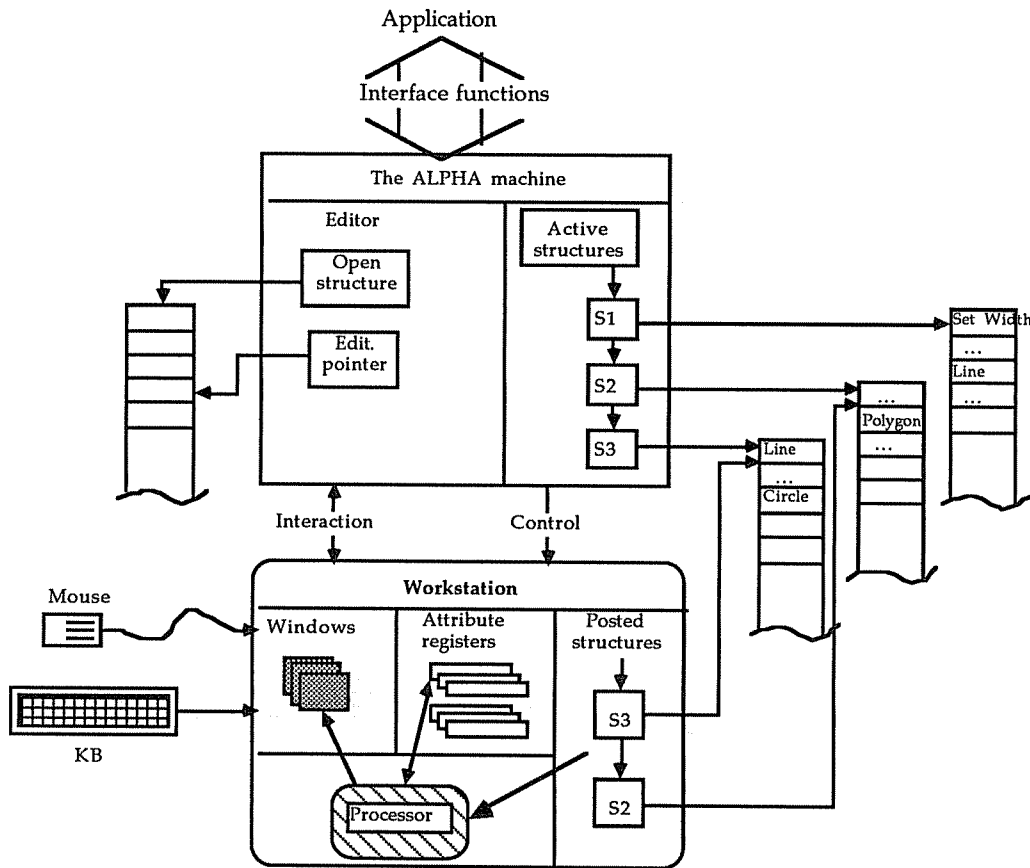 Application
Interface functions
The ALPHA machine
Editor
Open
structure
Edit.
pointer
Active
structures
S1
S2
S3
Set Width
...
Line
...
...
Polygon
...
Line
...
Circle
Interaction
Control
Workstation
Mouse
KB
Windows
Attribute
registers
Posted
structures
S3
S2
Processor